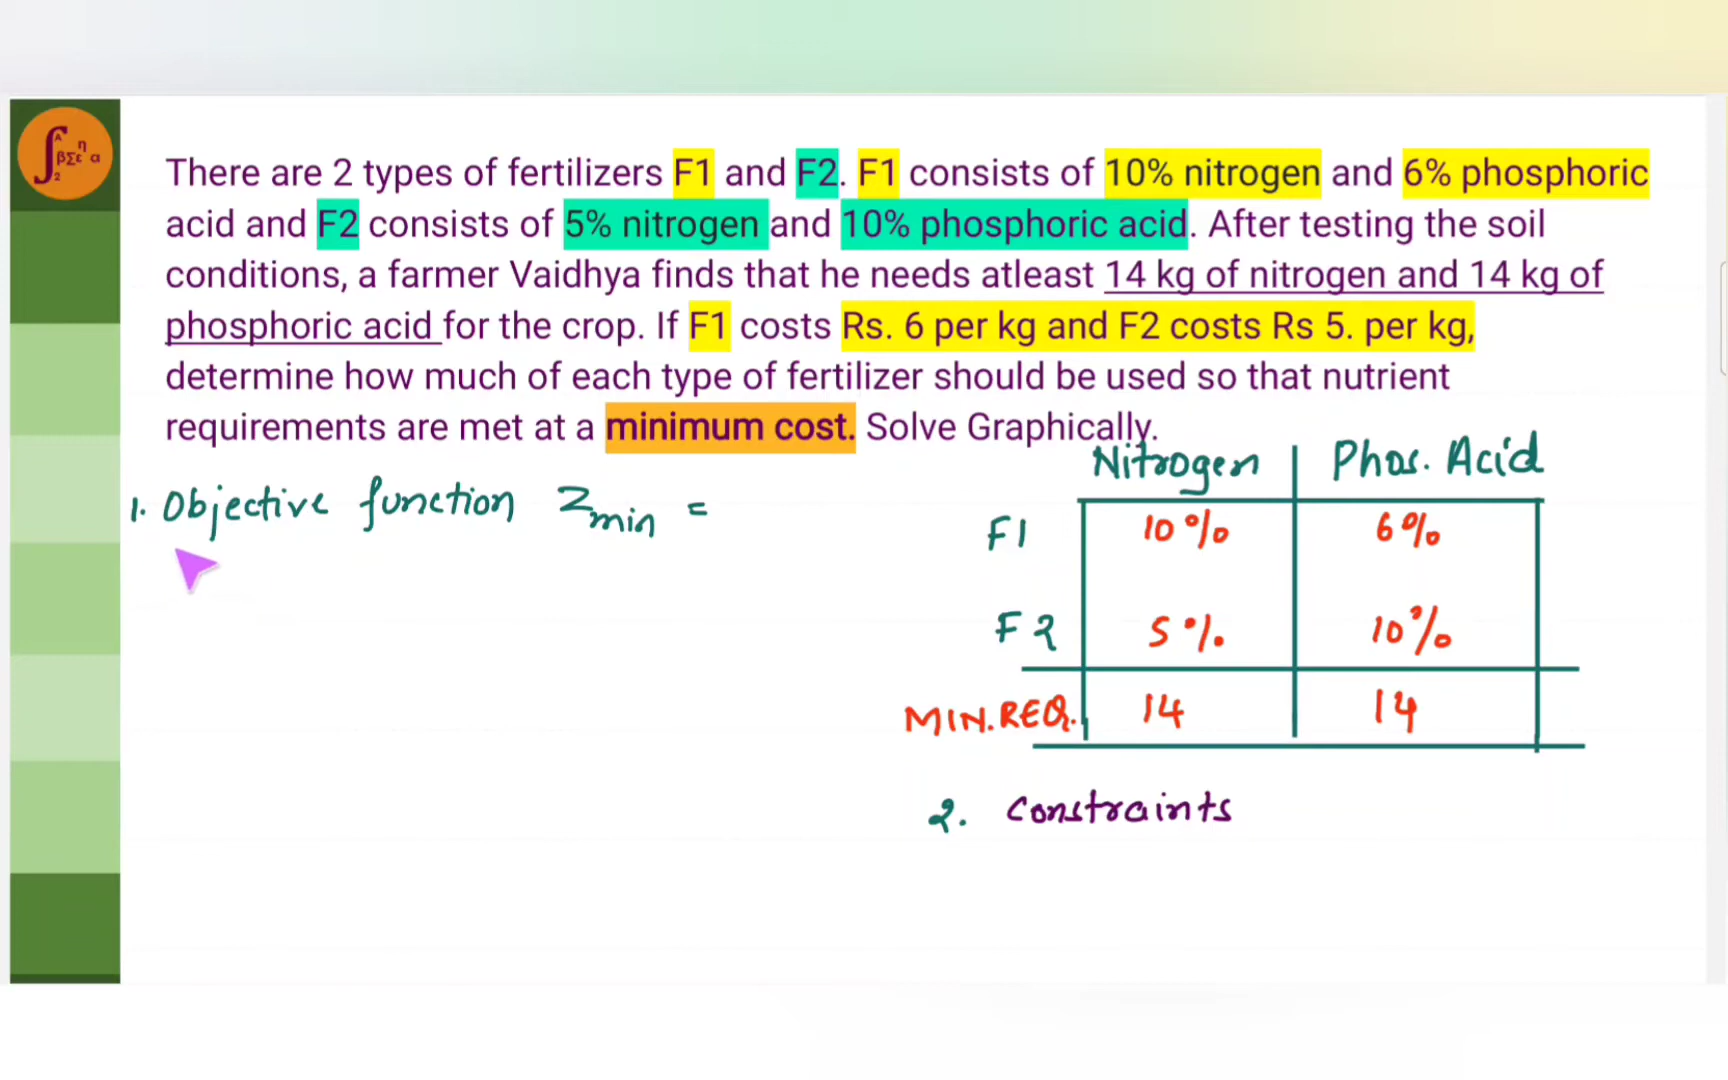 There are 2 types of fertilizers F1 and F2. F1 consists of 10% nitrogen and 6% phosphoric
acid and F2 consists of 5% nitrogen and 10% phosphoric acid. After testing the soil
conditions, a farmer Vaidhya finds that he needs atleast 14 kg of nitrogen and 14 kg of
phosphoric acid for the crop. If F1 costs Rs. 6 per kg and F2 costs Rs 5. per kg,
determine how much of each type of fertilizer should be used so that nutrient
requirements are met at a minimum cost. Solve Graphically.
1. Objective function Zmin =
Nitrogen Phos. Acid
F1 10% 6%
F2 5% 10%
MIN.REQ. 14 14
2. constraints